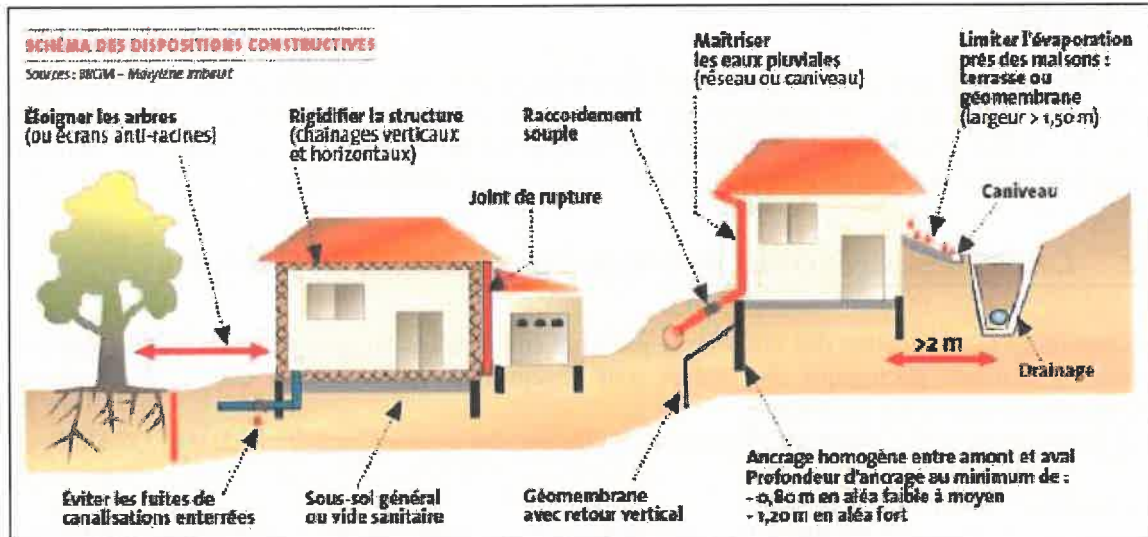 SCHÉMA DES DISPOSITIONS CONSTRUCTIVES
Sources : BRGM – Marylène Imbaut
Éloigner les arbres
(ou écrans anti-racines)
Rigidifier la structure
(chaînages verticaux
et horizontaux)
Joint de rupture
Raccordement
souple
Maîtriser
les eaux pluviales
(réseau ou caniveau)
Limiter l'évaporation
près des maisons :
terrasse ou
géomembrane
(largeur > 1,50 m)
Caniveau
>2 m
Drainage
Éviter les fuites de
canalisations enterrées
Sous-sol général
ou vide sanitaire
Géomembrane
avec retour vertical
Ancrage homogène entre amont et aval
Profondeur d'ancrage au minimum de :
- 0,80 m en aléa faible à moyen
- 1,20 m en aléa fort